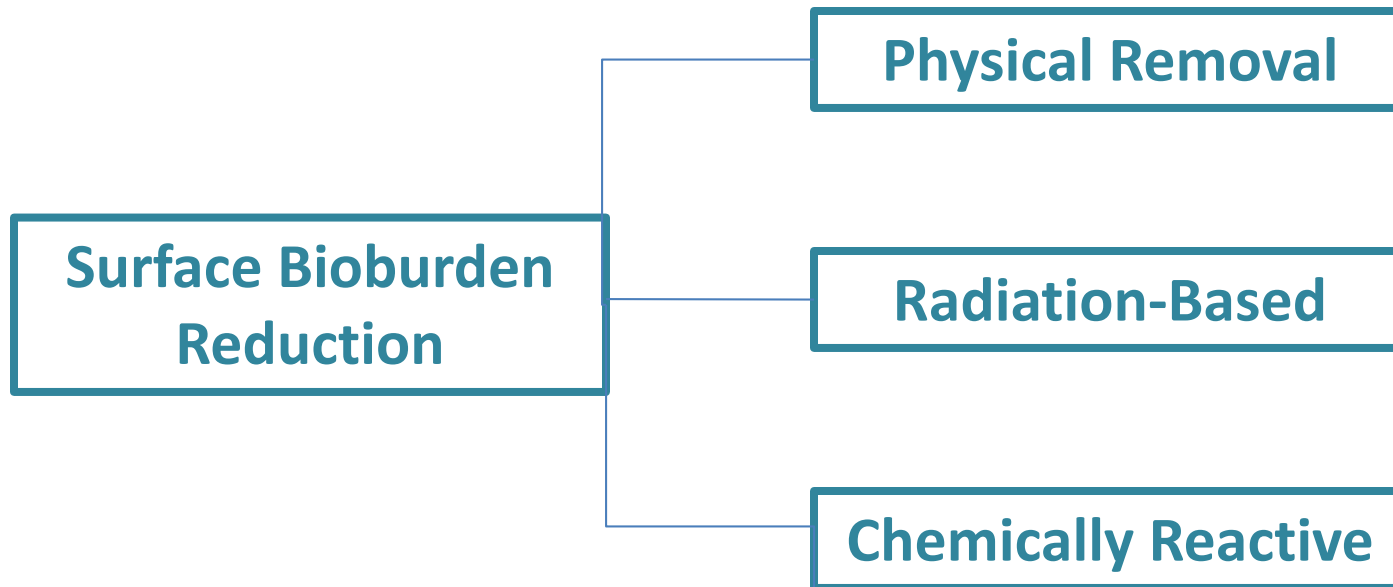 Physical Removal
Surface Bioburden
Reduction
Radiation-Based
Chemically Reactive